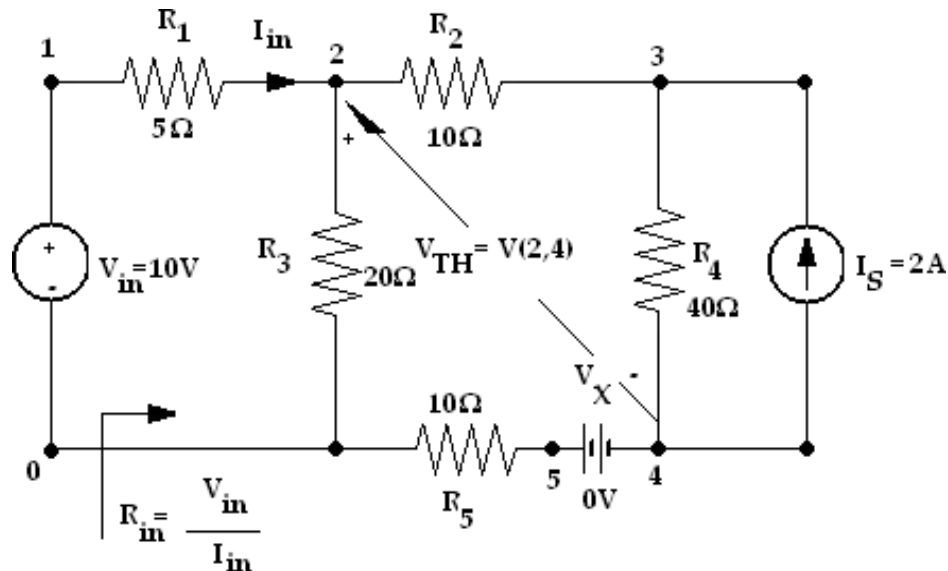 1
R1
Iin
2
R2
3
5Ω
10Ω
+
+
-
Vin=10V
R3
20Ω
VTH= V(2,4)
R4
40Ω
IS=2A
VX
-
0
10Ω
R5
5
0V
4
Rin= Vin
Iin